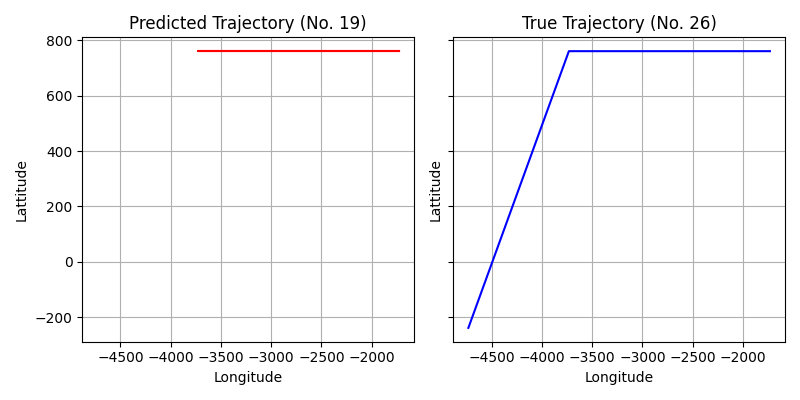 Predicted Trajectory (No. 19)
True Trajectory (No. 26)
800
600
400
200
0
−200
Lattitude
Lattitude
−4500 −4000 −3500 −3000 −2500 −2000
−4500 −4000 −3500 −3000 −2500 −2000
Longitude
Longitude